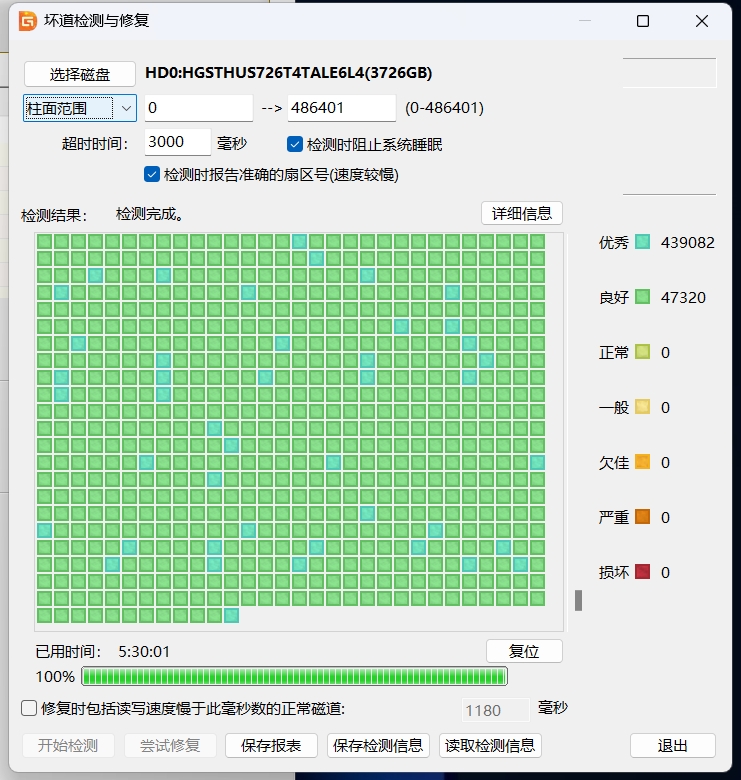 坏道检测与修复
选择磁盘 HD0:HGSTHUS726T4TALE6L4(3726GB)
柱面范围 0 --> 486401 (0-486401)
超时时间: 3000 毫秒 检测时阻止系统睡眠
检测时报告准确的扇区号(速度较慢)
检测结果: 检测完成。 详细信息
优秀 439082
良好 47320
正常 0
一般 0
欠佳 0
严重 0
损坏 0
已用时间: 5:30:01 复位
100%
修复时包括读写速度慢于此毫秒数的正常磁道: 1180 毫秒
开始检测 尝试修复 保存报表 保存检测信息 读取检测信息 退出